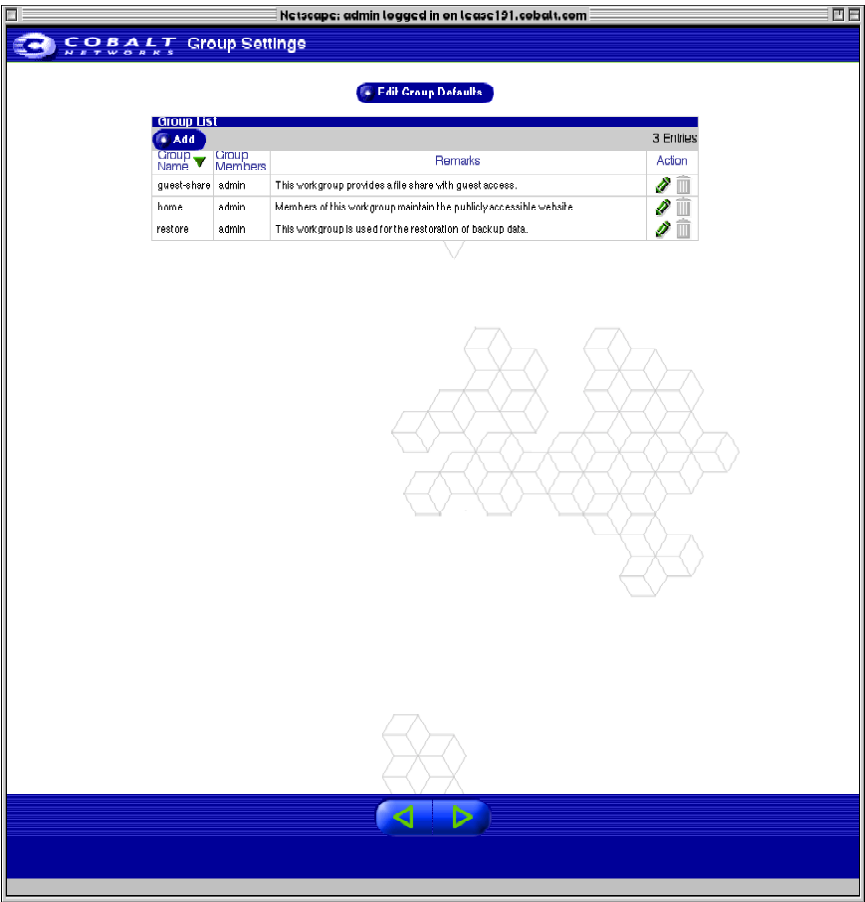 Netscape: admin logged in on lease191.cobalt.com
COBALT NETWORKS Group Settings
Edit Group Defaults
Group List
Add 3 Entries
Group Name Group Members Remarks Action
guest-share admin This workgroup provides a file share with guest access.
home admin Members of this workgroup maintain the publicly accessible website.
restore admin This workgroup is used for the restoration of backup data.